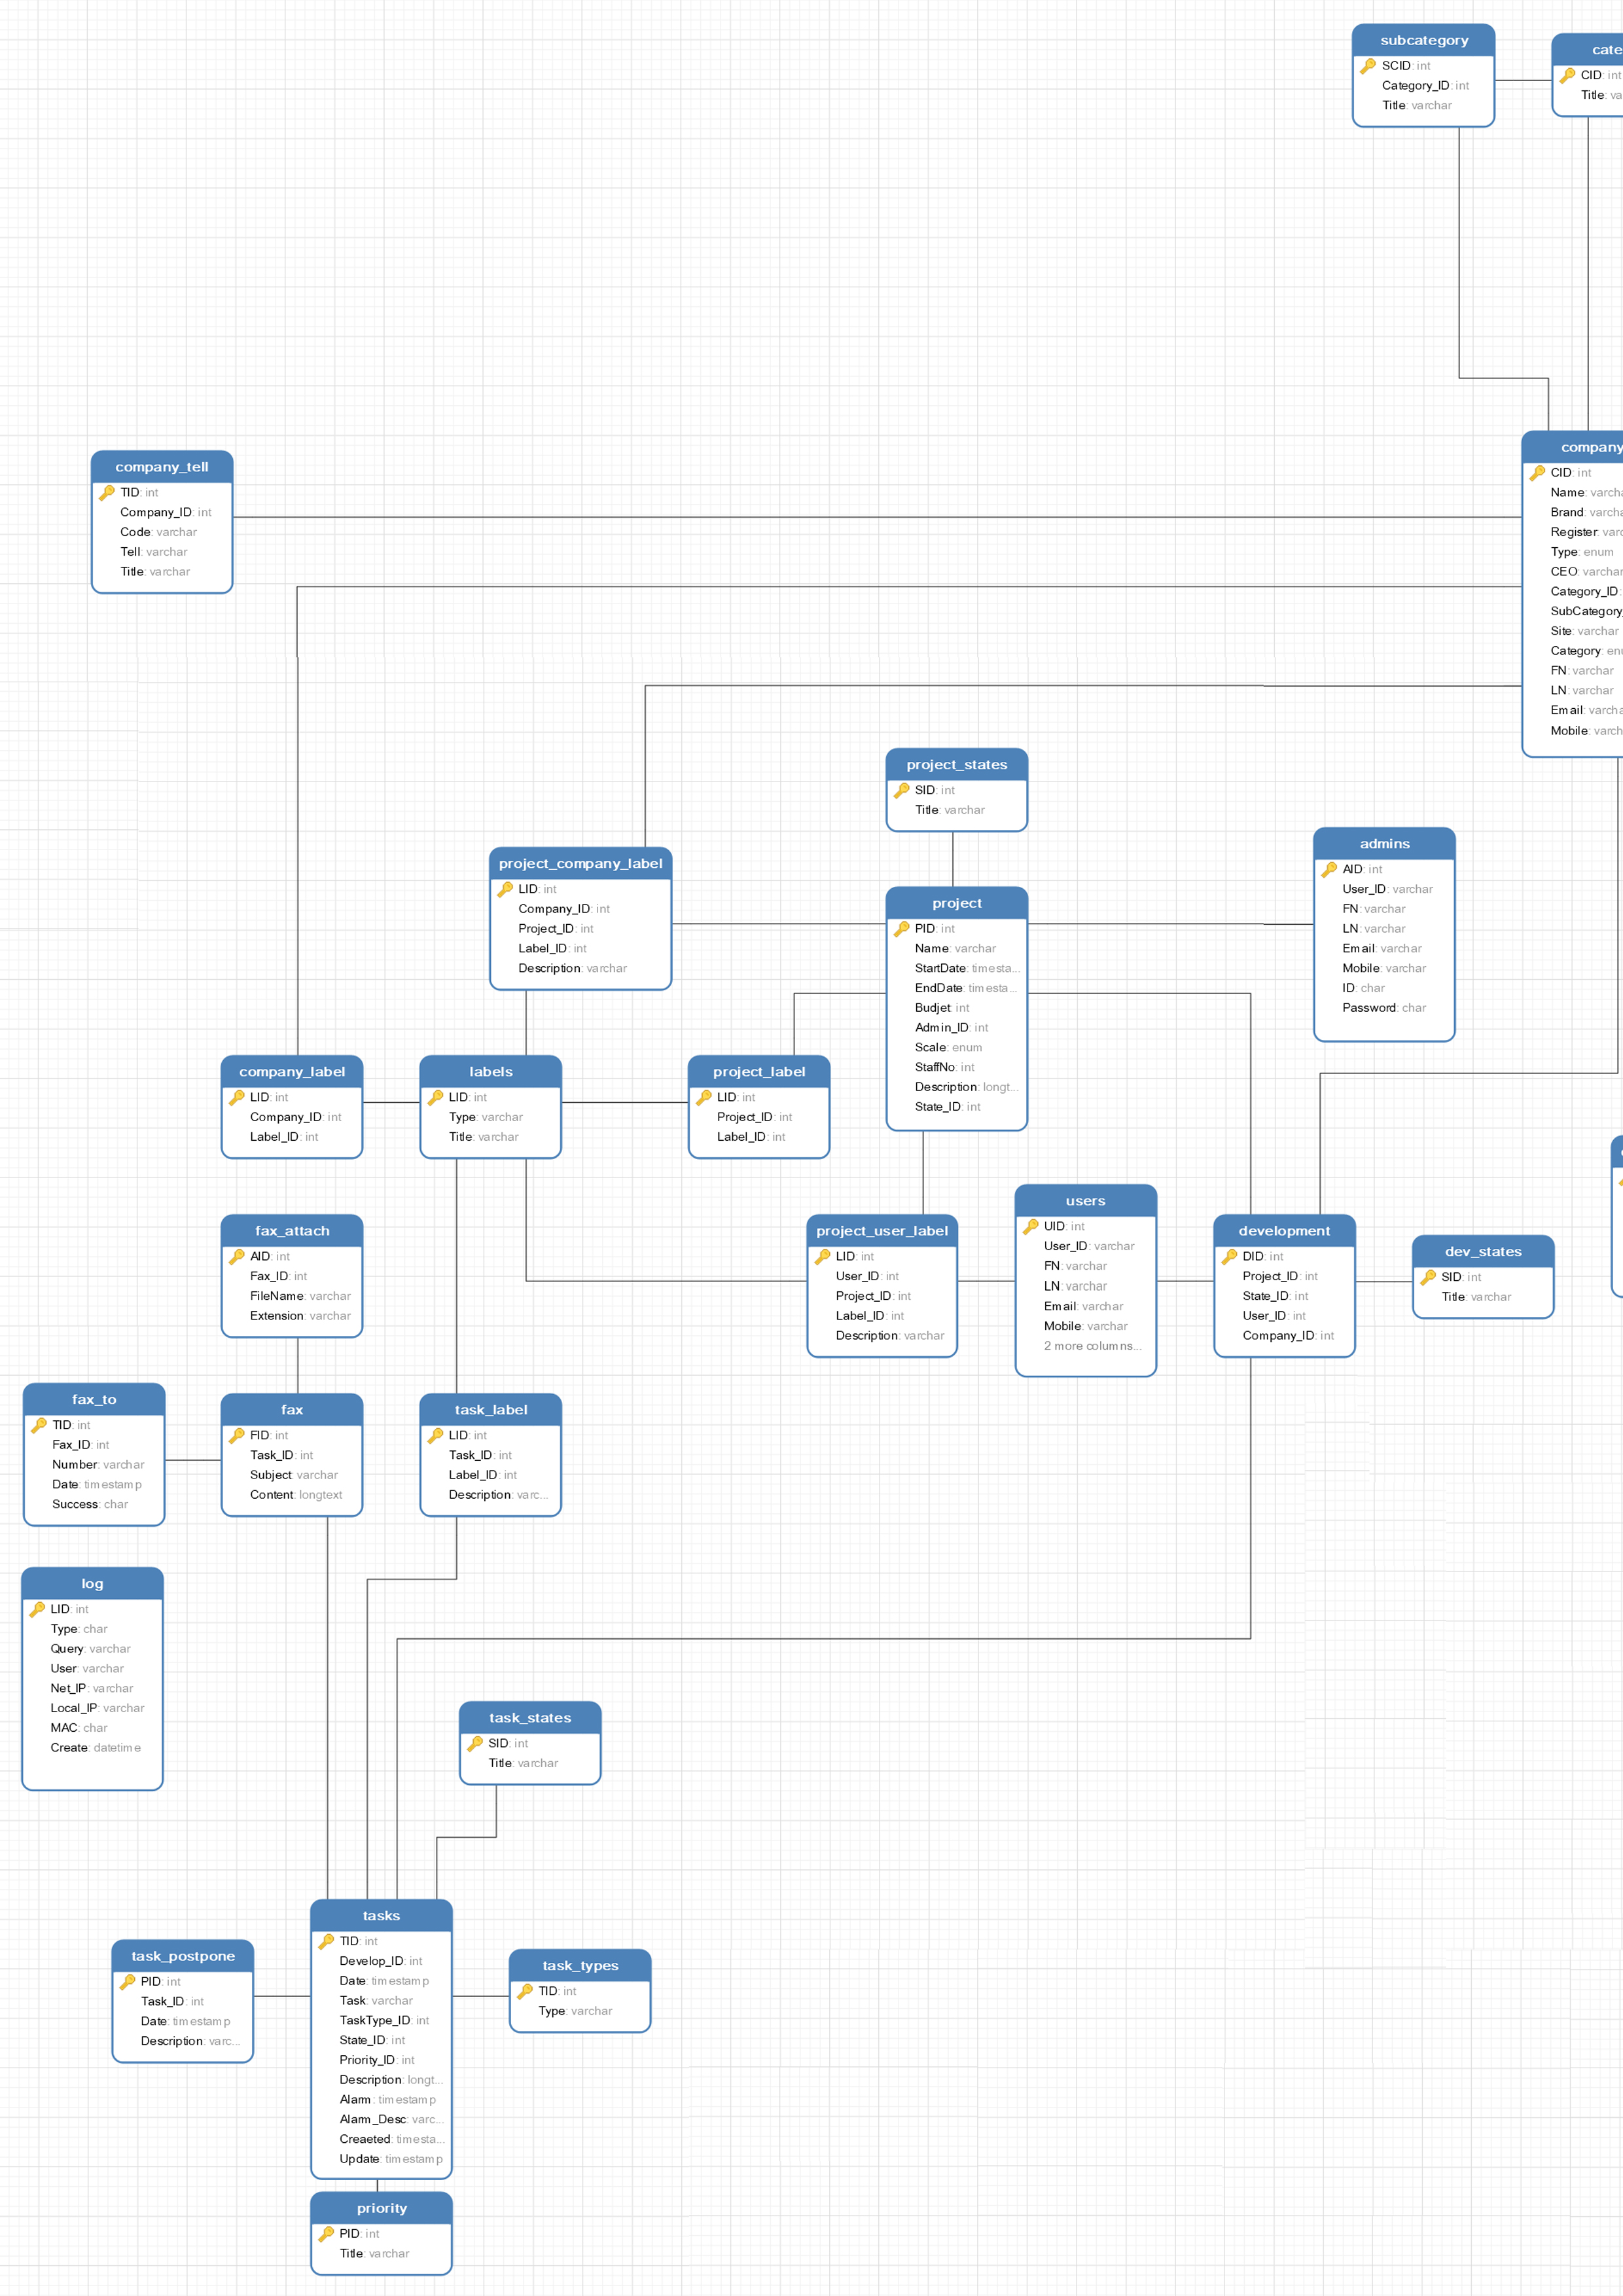 subcategory
SCID: int
Category_ID: int
Title: varchar
CID: int
Title:
company_tell
TID: int
Company_ID: int
Code: varchar
Tell: varchar
Title: varchar
company
CID: int
Name:
Brand:
Register:
Type: enum
CEO:
Category_ID:
Site: varchar
Category:
FN: varchar
LN: varchar
Email:
Mobile:
project_states
SID: int
Title: varchar
project_company_label
LID: int
Company_ID: int
Project_ID: int
Label_ID: int
Description: varchar
project
PID: int
Name: varchar
StartDate: timesta...
EndDate: timesta...
Budjet: int
Admin_ID: int
Scale: enum
StaffNo: int
Description: longt...
State_ID: int
admins
AID: int
User_ID: varchar
FN: varchar
LN: varchar
Email: varchar
Mobile: varchar
ID: char
Password: char
company_label
LID: int
Company_ID: int
Label_ID: int
labels
LID: int
Type: varchar
Title: varchar
project_label
LID: int
Project_ID: int
Label_ID: int
fax_attach
AID: int
Fax_ID: int
FileName: varchar
Extension: varchar
project_user_label
LID: int
User_ID: int
Project_ID: int
Label_ID: int
Description: varchar
users
UID: int
User_ID: varchar
FN: varchar
LN: varchar
Email: varchar
Mobile: varchar
2 more columns...
development
DID: int
Project_ID: int
State_ID: int
User_ID: int
Company_ID: int
dev_states
SID: int
Title: varchar
fax_to
TID: int
Fax_ID: int
Number: varchar
Date: timestamp
Success: char
fax
FID: int
Task_ID: int
Subject: varchar
Content: longtext
task_label
LID: int
Task_ID: int
Label_ID: int
Description: varc...
log
LID: int
Type: char
Query: varchar
User: varchar
Net_IP: varchar
Local_IP: varchar
MAC: char
Create: datetime
task_states
SID: int
Title: varchar
tasks
TID: int
Develop_ID: int
Date: timestamp
Task: varchar
TaskType_ID: int
State_ID: int
Priority_ID: int
Description: longt...
Alarm: timestamp
Alarm_Desc: varc...
Creaeted: timesta...
Update: timestamp
task_postpone
PID: int
Task_ID: int
Date: timestamp
Description: varc...
task_types
TID: int
Type: varchar
priority
PID: int
Title: varchar